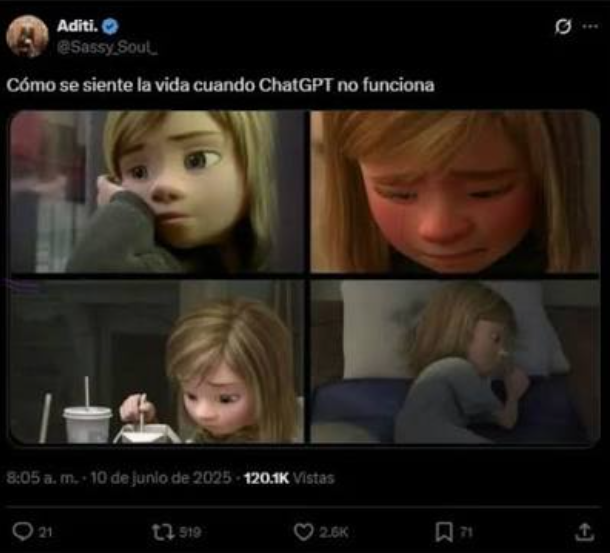 Aditi.
@Sassy_Soul_
Cómo se siente la vida cuando ChatGPT no funciona
8:05 a. m. · 10 de junio de 2025 · 120.1K Vistas
21 519 2.6K 71